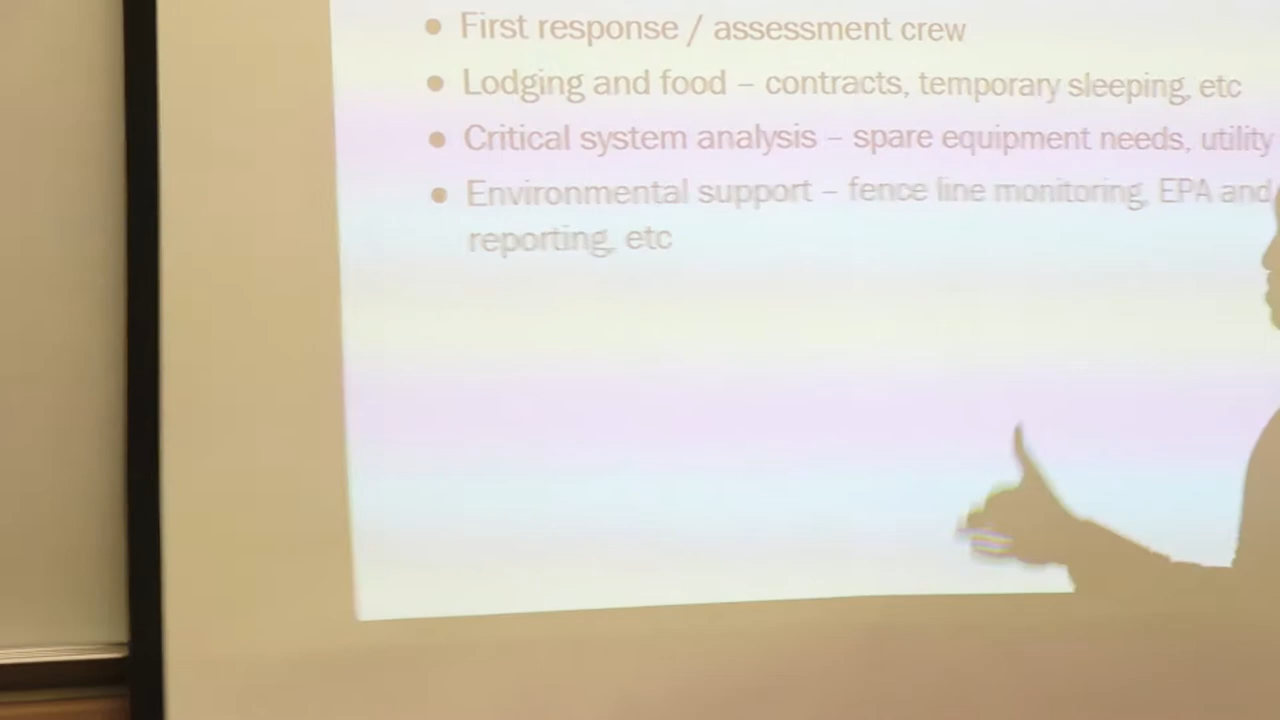 • First response / assessment crew
• Lodging and food – contracts, temporary sleeping, etc
• Critical system analysis – spare equipment needs, utility
• Environmental support – fence line monitoring, EPA and
reporting, etc